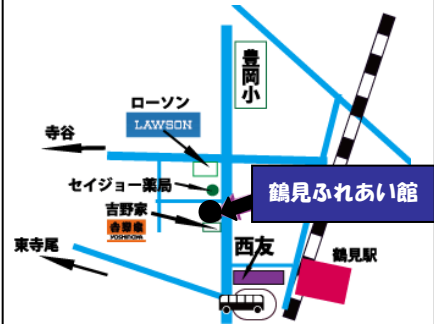 豊岡小
ローソン
LAWSON
寺谷
セイジョー薬局
鶴見ふれあい館
吉野家
吉野家
YOSHINOYA
西友
東寺尾
鶴見駅